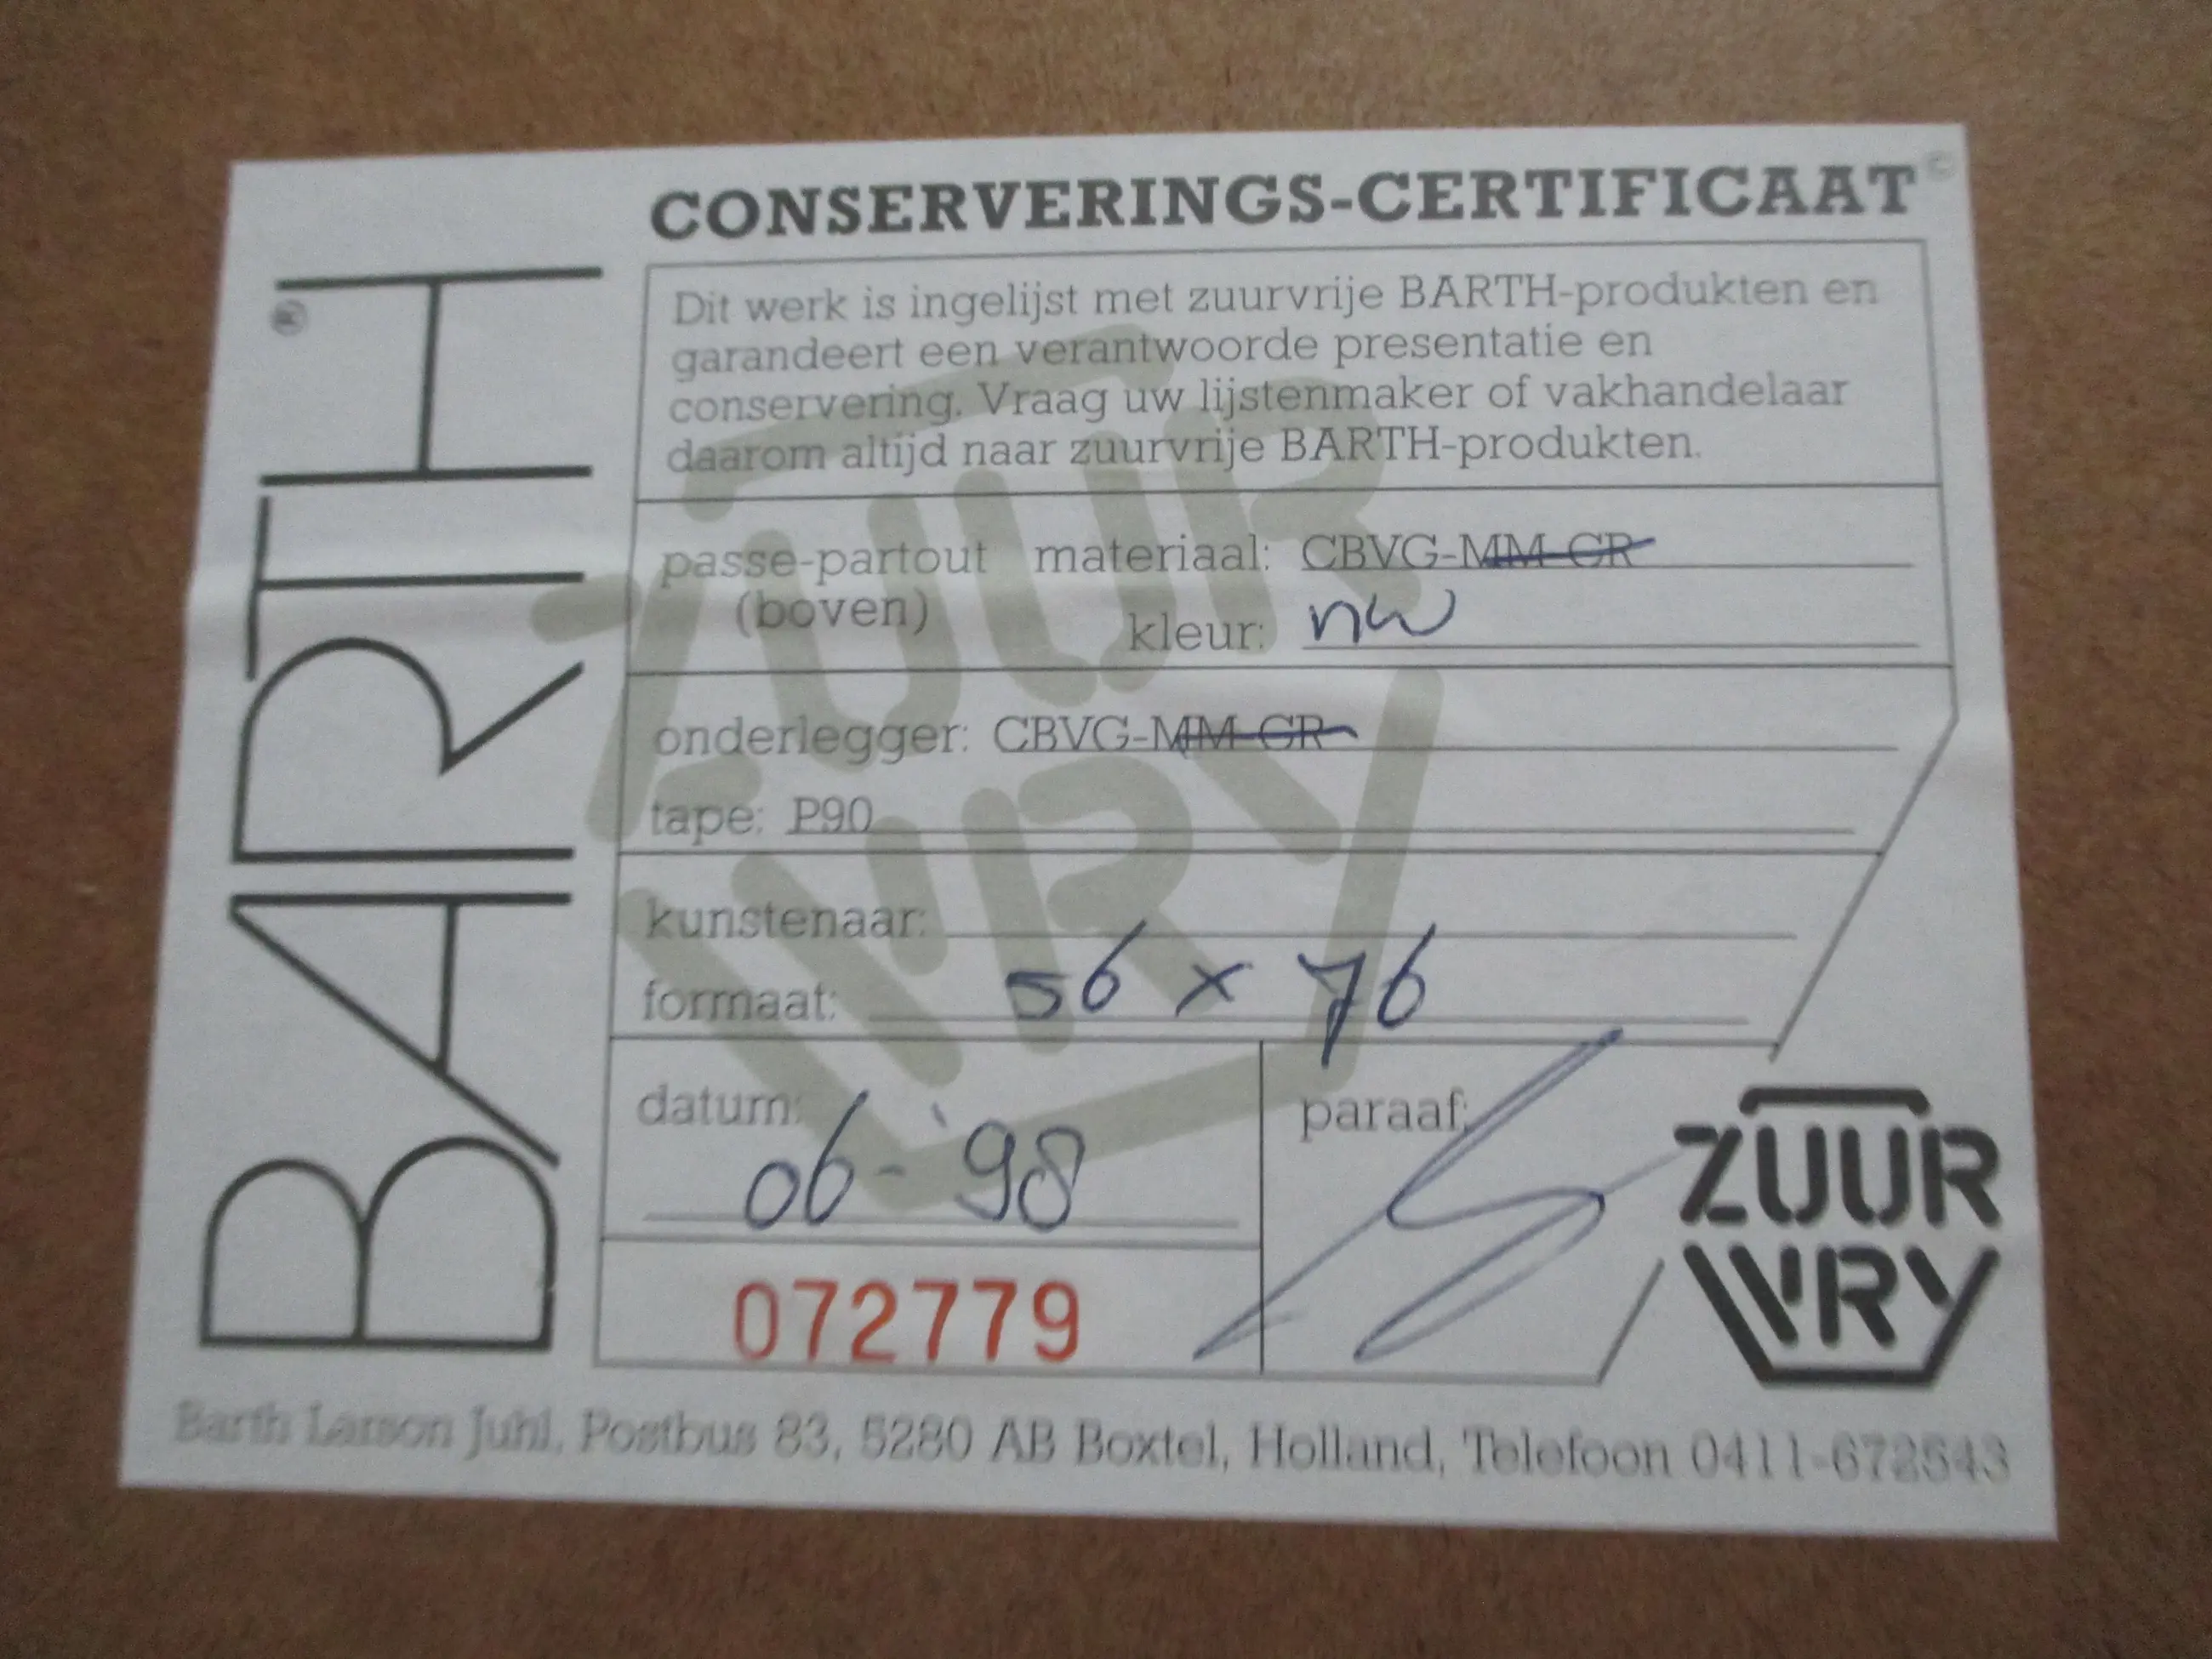 BARTH®
CONSERVERINGS-CERTIFICAAT©
Dit werk is ingelijst met zuurvrije BARTH-produkten en
garandeert een verantwoorde presentatie en
conservering. Vraag uw lijstenmaker of vakhandelaar
daarom altijd naar zuurvrije BARTH-produkten.
passe-partout materiaal: CBVG-MM-CR
(boven) kleur: nw
onderlegger: CBVG-MM-CR
tape: P90
kunstenaar:
formaat: 56 x 76
datum: 06-'98
paraaf:
072779
ZUUR
VRY
ZUUR
VRY
Barth Larson Juhl, Postbus 83, 5280 AB Boxtel, Holland, Telefoon 0411-672543